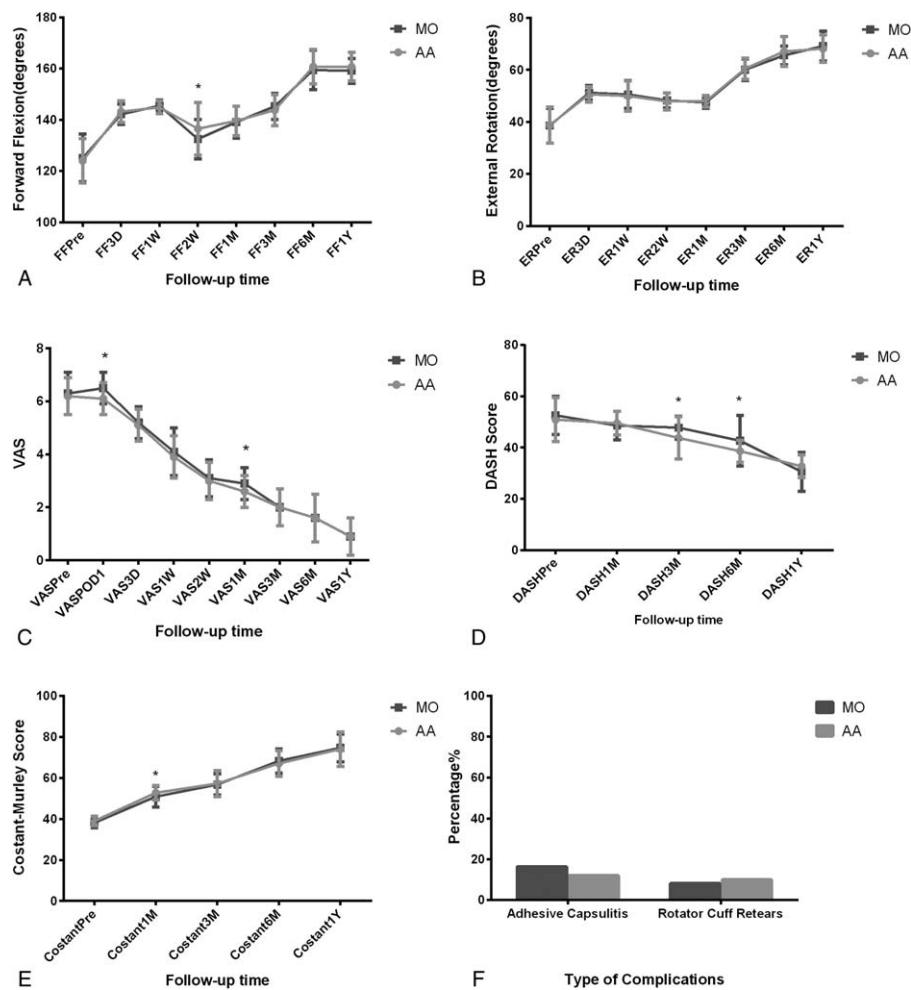 180
160
140
120
100
Forward Flexion(degrees)
*
MO
AA
FFPre
FF3D
FF1W
FF2W
FF1M
FF3M
FF6M
FF1Y
Follow-up time
A
80
60
40
20
0
External Rotation(degrees)
MO
AA
ERPre
ER3D
ER1W
ER2W
ER1M
ER3M
ER6M
ER1Y
Follow-up time
B
8
6
4
2
0
VAS
*
*
MO
AA
VASPre
VASPOD1
VAS3D
VAS1W
VAS2W
VAS1M
VAS3M
VAS6M
VAS1Y
Follow-up time
C
80
60
40
20
0
DASH Score
*
*
MO
AA
DASHPre
DASH1M
DASH3M
DASH6M
DASH1Y
Follow-up time
D
100
80
60
40
20
0
Costant-Murley Score
*
MO
AA
CostantPre
Costant1M
Costant3M
Costant6M
Costant1Y
Follow-up time
E
100
80
60
40
20
0
Percentage%
MO
AA
Adhesive Capsulitis
Rotator Cuff Retears
Type of Complications
F